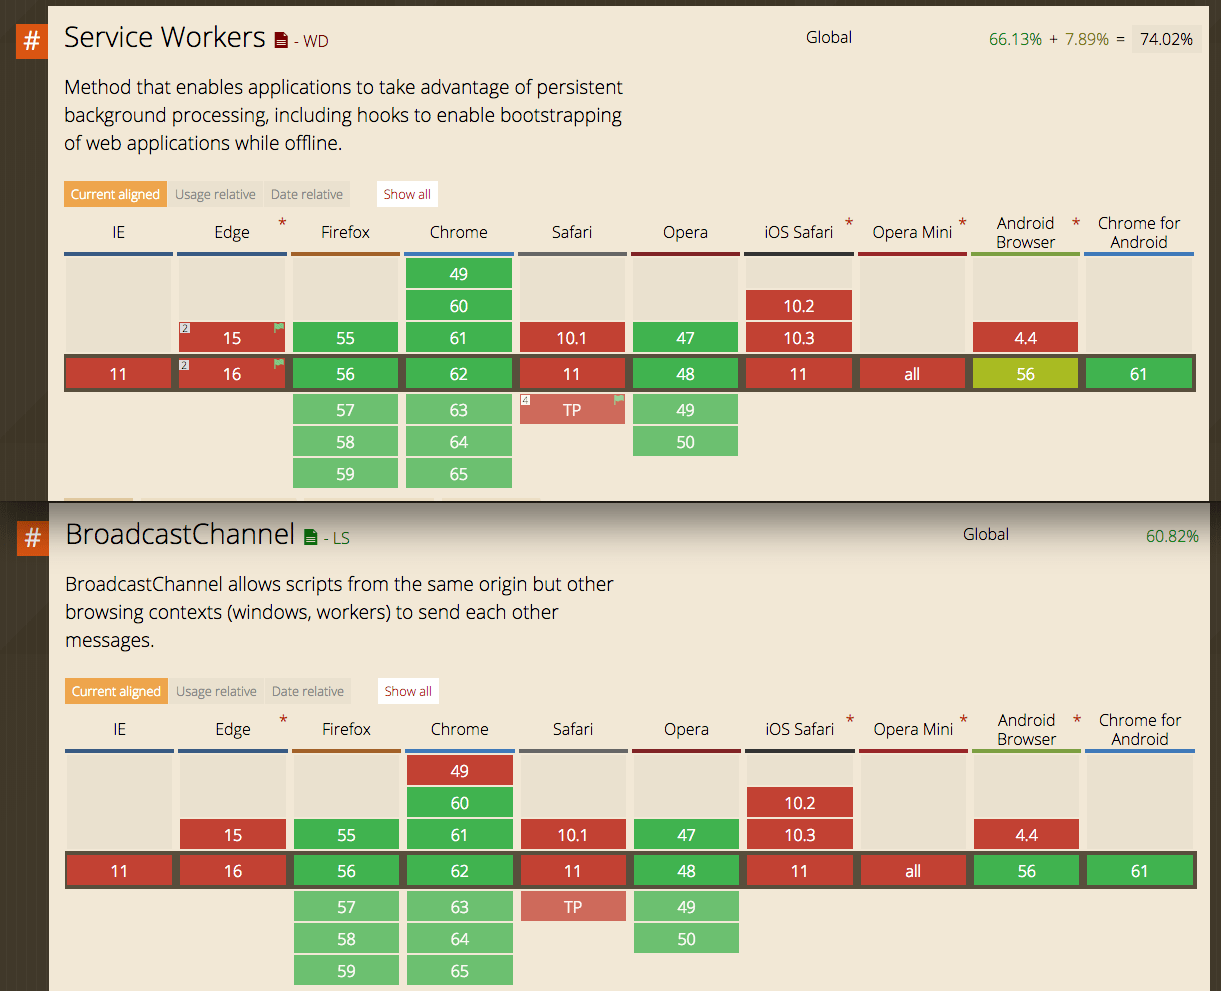 # Service Workers - WD Global 66.13% + 7.89% = 74.02%
Method that enables applications to take advantage of persistent
background processing, including hooks to enable bootstrapping
of web applications while offline.
Current aligned Usage relative Date relative Show all
IE Edge * Firefox Chrome Safari Opera iOS Safari * Opera Mini * Android Browser * Chrome for Android
49
60 10.2
2 15 55 61 10.1 47 10.3 4.4
11 2 16 56 62 11 48 11 all 56 61
57 63 4 TP 49
58 64 50
59 65
# BroadcastChannel - LS Global 60.82%
BroadcastChannel allows scripts from the same origin but other
browsing contexts (windows, workers) to send each other
messages.
Current aligned Usage relative Date relative Show all
IE Edge * Firefox Chrome Safari Opera iOS Safari * Opera Mini * Android Browser * Chrome for Android
49
60 10.2
15 55 61 10.1 47 10.3 4.4
11 16 56 62 11 48 11 all 56 61
57 63 TP 49
58 64 50
59 65